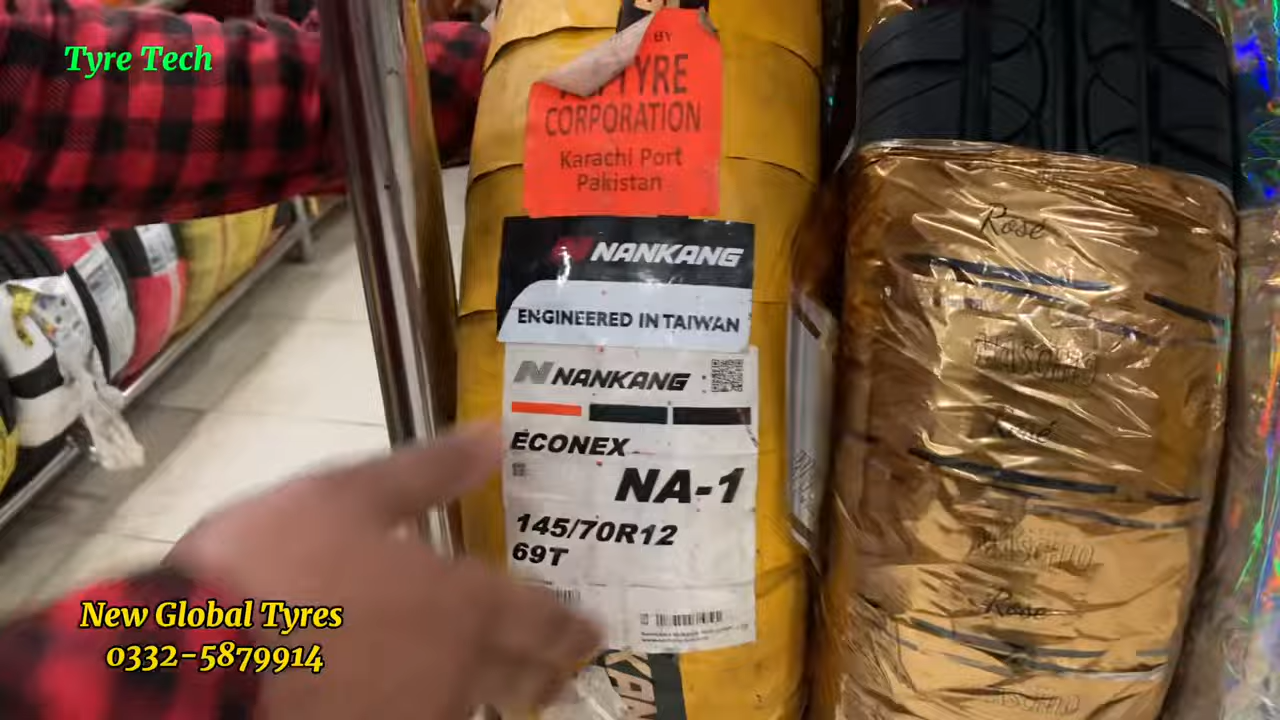 Tyre Tech
BY
TYRE
CORPORATION
Karachi Port
Pakistan
NANKANG
ENGINEERED IN TAIWAN
NANKANG
ECONEX
NA-1
145/70R12
69T
Rose
Rose
Rose
New Global Tyres
0332-5879914